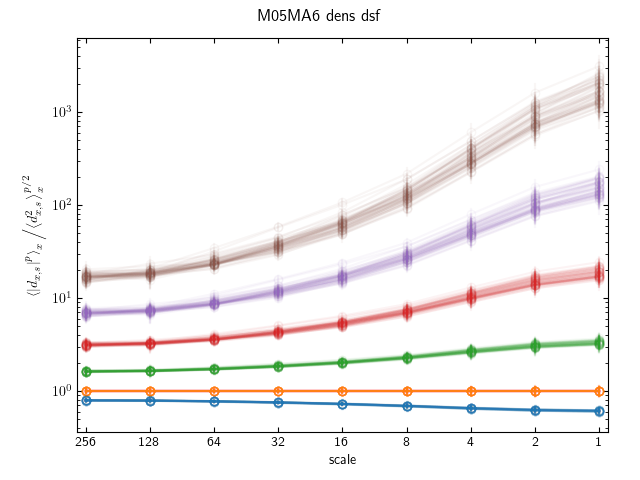 M05MA6 dens dsf
⟨|d_{x,s}|^p⟩_x / ⟨d_{x,s}^2⟩_x^{p/2}
10^3
10^2
10^1
10^0
256 128 64 32 16 8 4 2 1
scale